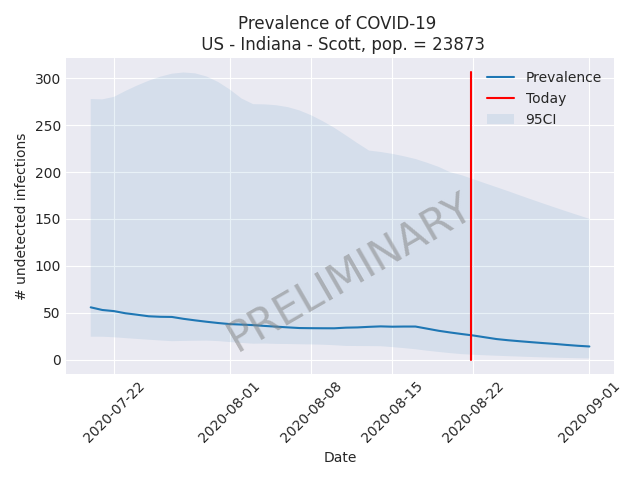 Prevalence of COVID-19
US - Indiana - Scott, pop. = 23873
Prevalence
Today
95CI
300
250
200
150
100
50
0
# undetected infections
PRELIMINARY
2020-07-22
2020-08-01
2020-08-08
2020-08-15
2020-08-22
2020-09-01
Date